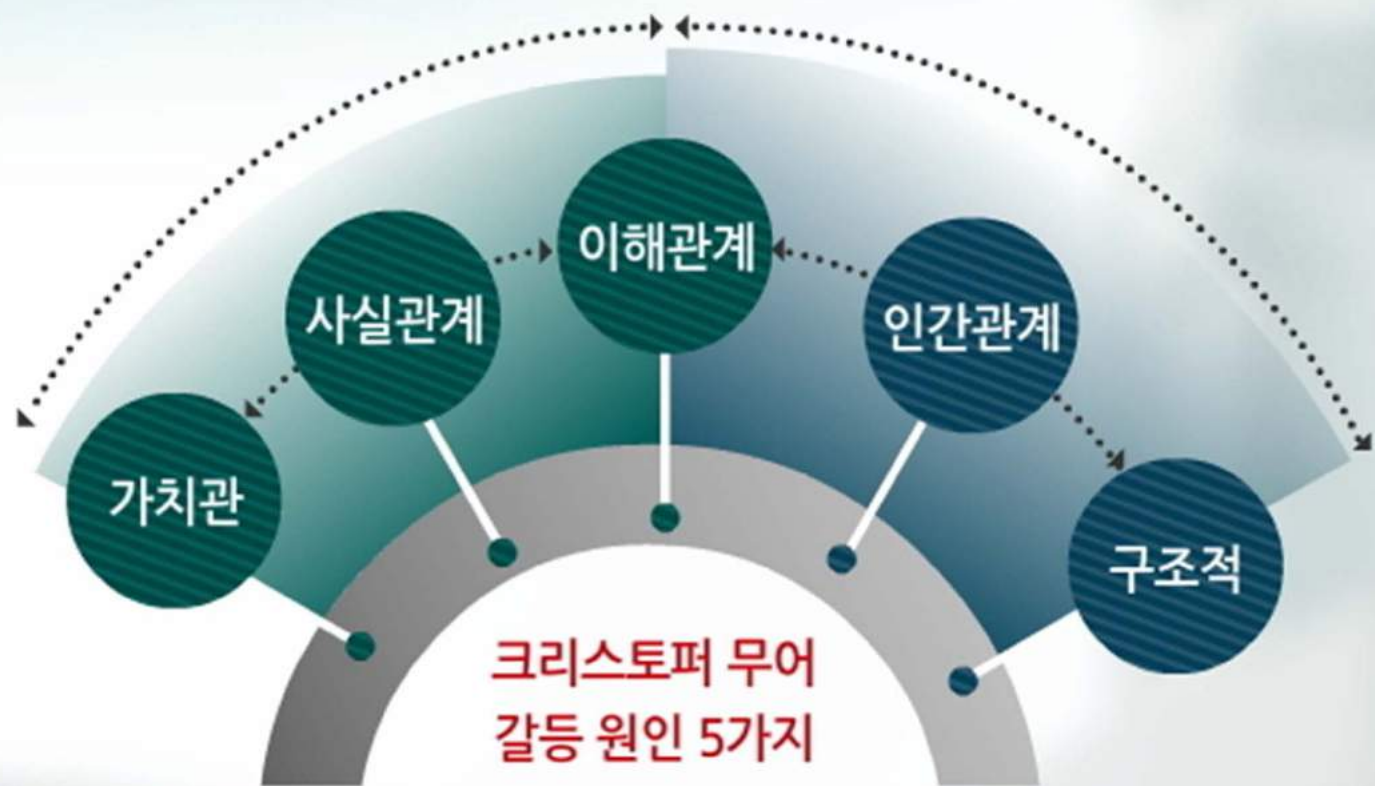 가치관
사실관계
이해관계
인간관계
구조적
크리스토퍼 무어
갈등 원인 5가지